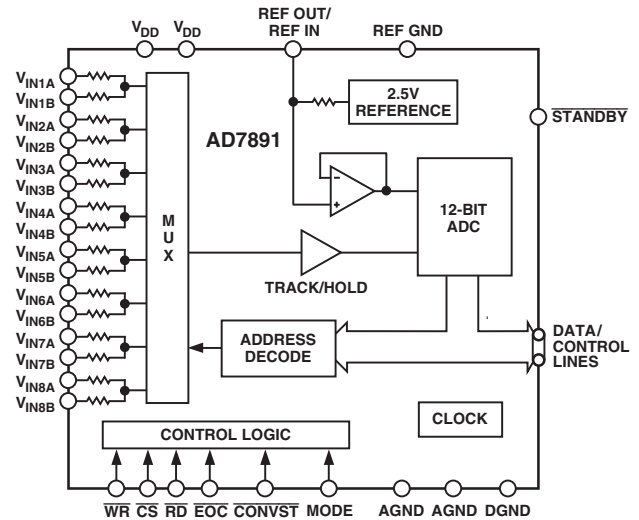 VDD VDD
REF OUT/
REF IN
REF GND
VIN1A
VIN1B
VIN2A
VIN2B
VIN3A
VIN3B
VIN4A
VIN4B
VIN5A
VIN5B
VIN6A
VIN6B
VIN7A
VIN7B
VIN8A
VIN8B
M
U
X
AD7891
2.5V
REFERENCE
STANDBY
12-BIT
ADC
TRACK/HOLD
ADDRESS
DECODE
DATA/
CONTROL
LINES
CLOCK
CONTROL LOGIC
WR CS RD EOC CONVST MODE AGND AGND DGND